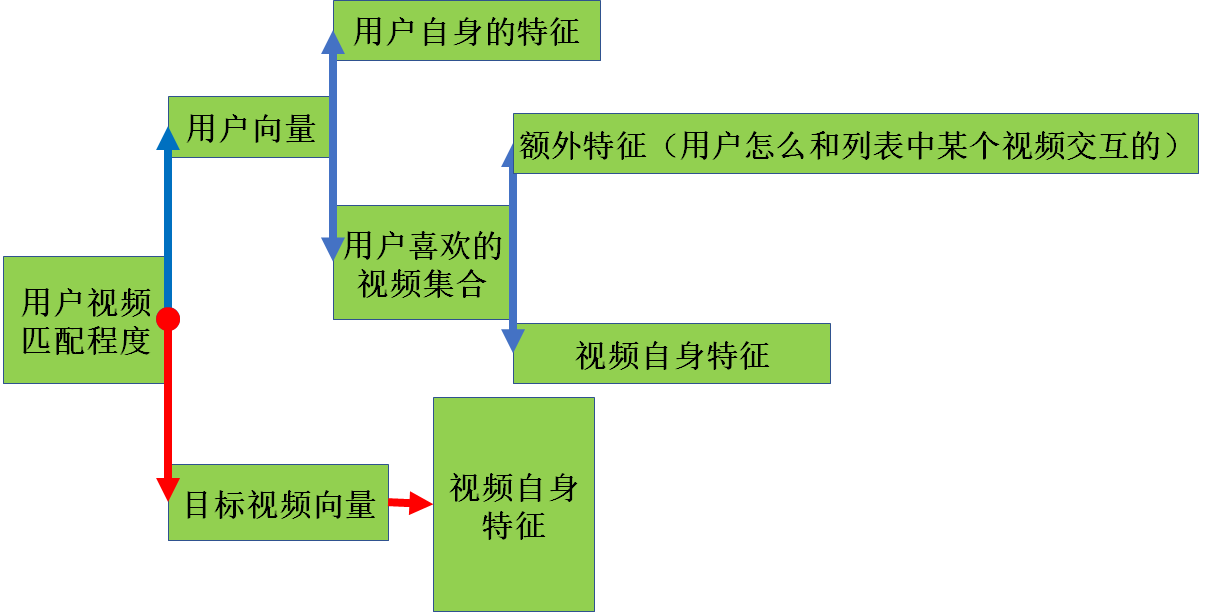 用户自身的特征
用户向量
额外特征（用户怎么和列表中某个视频交互的）
用户喜欢的
视频集合
用户视频
匹配程度
视频自身特征
目标视频向量
视频自身
特征